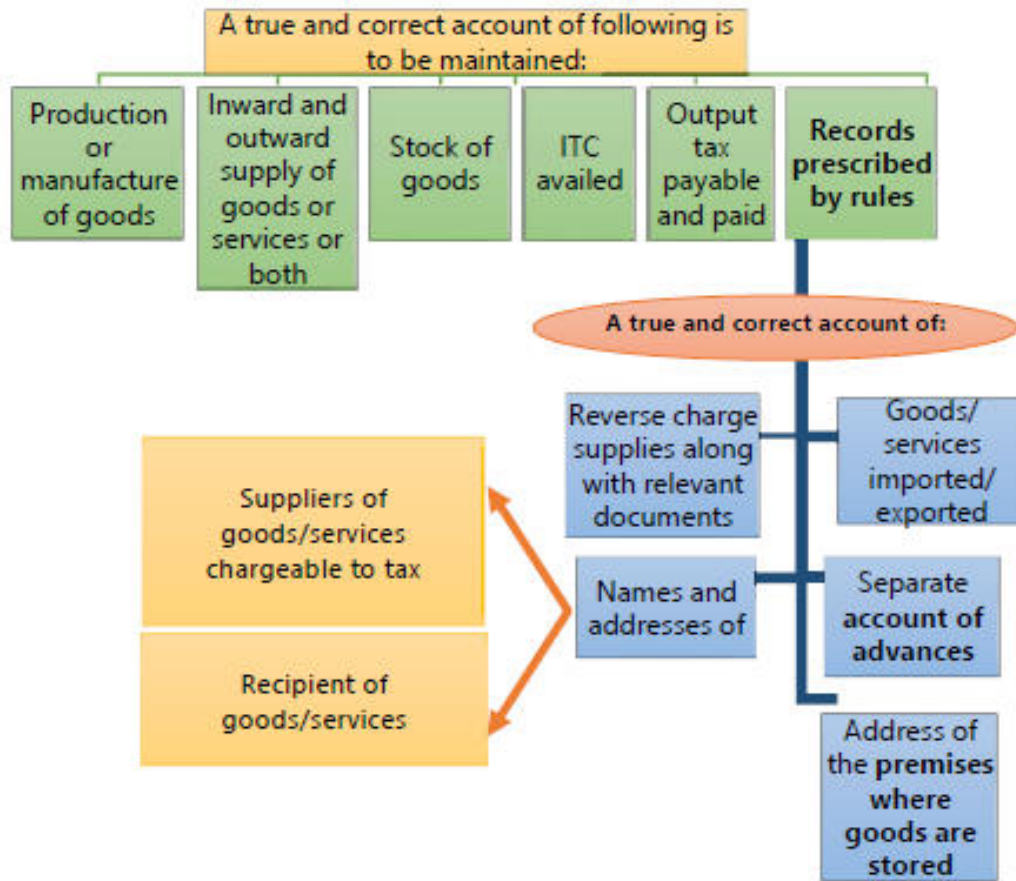 A true and correct account of following is
to be maintained:
Production
or
manufacture
of goods
Inward and
outward
supply of
goods or
services or
both
Stock of
goods
ITC
availed
Output
tax
payable
and paid
Records
prescribed
by rules
A true and correct account of:
Reverse charge
supplies along
with relevant
documents
Goods/
services
imported/
exported
Names and
addresses of
Separate
account of
advances
Suppliers of
goods/services
chargeable to tax
Recipient of
goods/services
Address of
the premises
where
goods are
stored